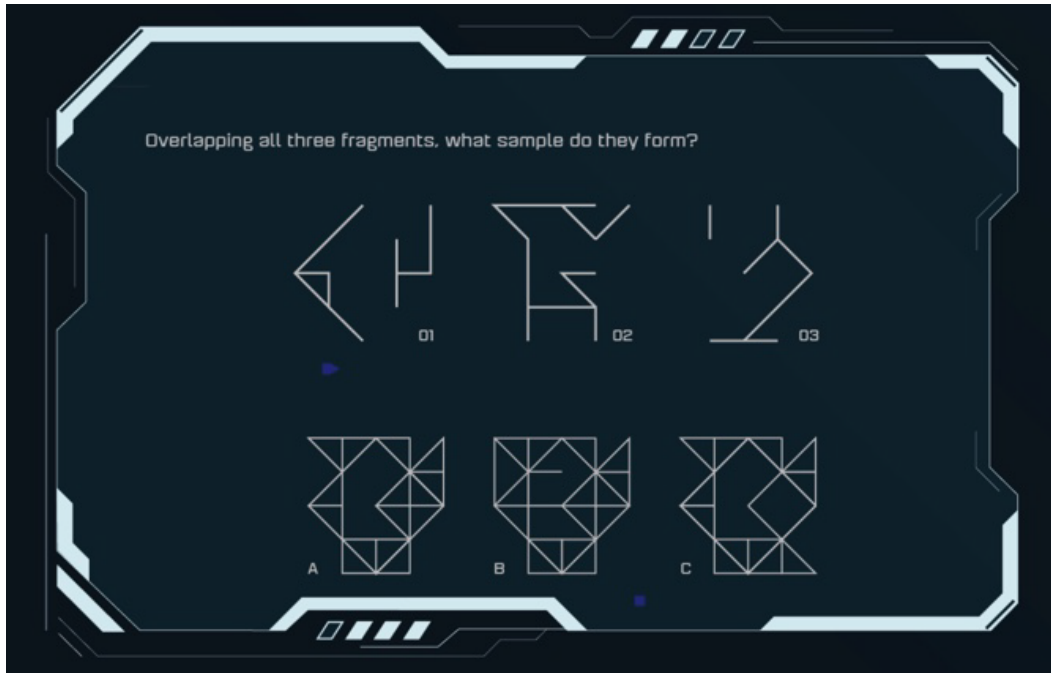 Overlapping all three fragments, what sample do they form?
01
02
03
A
B
C